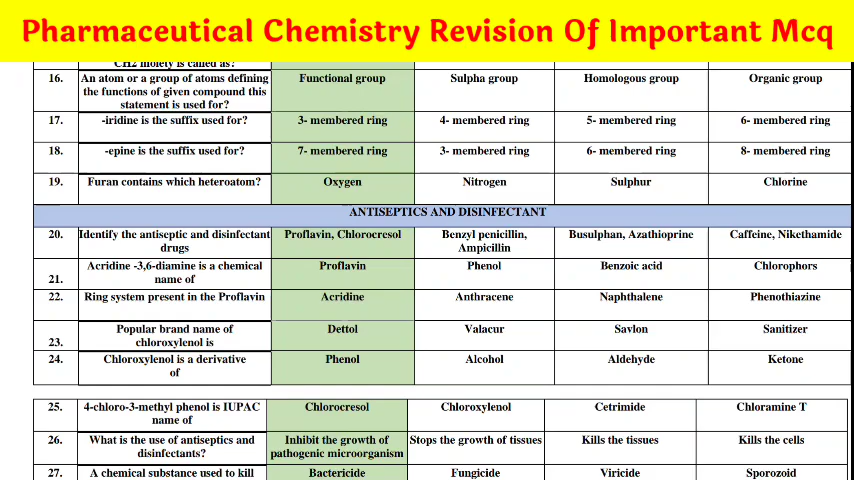 Pharmaceutical Chemistry Revision Of Important Mcq
CH2 moiety is called as?
16. An atom or a group of atoms defining the functions of given compound this statement is used for? Functional group Sulpha group Homologous group Organic group
17. -iridine is the suffix used for? 3- membered ring 4- membered ring 5- membered ring 6- membered ring
18. -epine is the suffix used for? 7- membered ring 3- membered ring 6- membered ring 8- membered ring
19. Furan contains which heteroatom? Oxygen Nitrogen Sulphur Chlorine
ANTISEPTICS AND DISINFECTANT
20. Identify the antiseptic and disinfectant drugs Proflavin, Chlorocresol Benzyl penicillin, Ampicillin Busulphan, Azathioprine Caffeine, Nikethamide
21. Acridine -3,6-diamine is a chemical name of Proflavin Phenol Benzoic acid Chlorophors
22. Ring system present in the Proflavin Acridine Anthracene Naphthalene Phenothiazine
23. Popular brand name of chloroxylenol is Dettol Valacur Savlon Sanitizer
24. Chloroxylenol is a derivative of Phenol Alcohol Aldehyde Ketone
25. 4-chloro-3-methyl phenol is IUPAC name of Chlorocresol Chloroxylenol Cetrimide Chloramine T
26. What is the use of antiseptics and disinfectants? Inhibit the growth of pathogenic microorganism Stops the growth of tissues Kills the tissues Kills the cells
27. A chemical substance used to kill Bactericide Fungicide Viricide Sporozoid